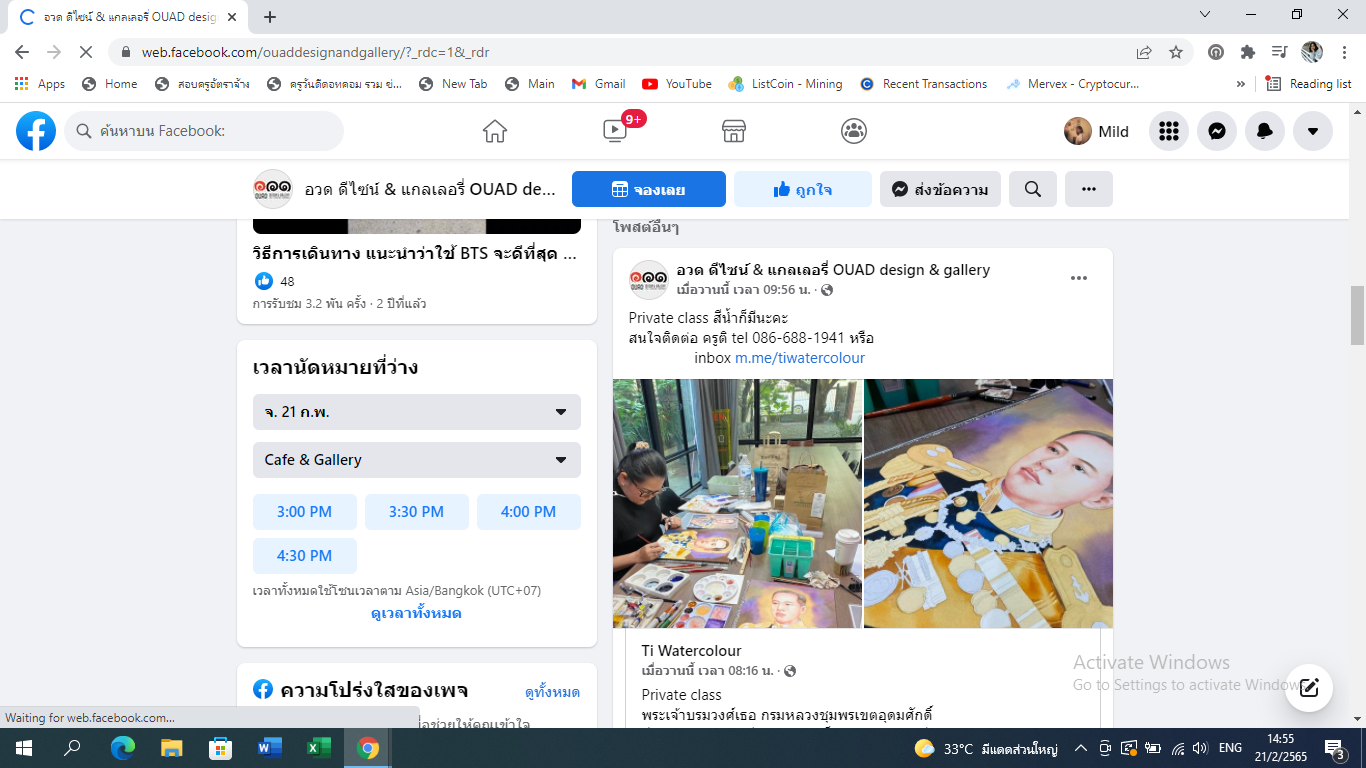 อวด ดีไซน์ & แกลเลอรี่ OUAD desig
web.facebook.com/ouaddesignandgallery/?_rdc=1&_rdr
Apps
Home
สอบครูอัตราจ้าง
ครูวันดีดอทคอม รวม ข่...
New Tab
Main
Gmail
YouTube
ListCoin - Mining
Recent Transactions
Mervex - Cryptocur...
»
Reading list
ค้นหาบน Facebook:
9+
Mild
อวด ดีไซน์ & แกลเลอรี่ OUAD de...
จองเลย
ถูกใจ
ส่งข้อความ
วิธีการเดินทาง แนะนำว่าใช้ BTS จะดีที่สุด ...
48
การรับชม 3.2 พัน ครั้ง · 2 ปีที่แล้ว
เวลานัดหมายที่ว่าง
จ. 21 ก.พ.
Cafe & Gallery
3:00 PM
3:30 PM
4:00 PM
4:30 PM
เวลาทั้งหมดใช้โซนเวลาตาม Asia/Bangkok (UTC+07)
ดูเวลาทั้งหมด
ความโปร่งใสของเพจ
ดูทั้งหมด
โพสต์อื่นๆ
อวด ดีไซน์ & แกลเลอรี่ OUAD design & gallery
เมื่อวานนี้ เวลา 09:56 น. ·
Private class สีน้ำก็มีนะคะ
สนใจติดต่อ ครูติ tel 086-688-1941 หรือ
inbox m.me/tiwatercolour
Ti Watercolour
เมื่อวานนี้ เวลา 08:16 น. ·
Private class
พระเจ้าบรมวงศ์เธอ กรมหลวงชุมพรเขตอุดมศักดิ์
Activate Windows
Go to Settings to activate Windows.
Waiting for web.facebook.com...
33°C มีแดดส่วนใหญ่
ENG
14:55
21/2/2565
3